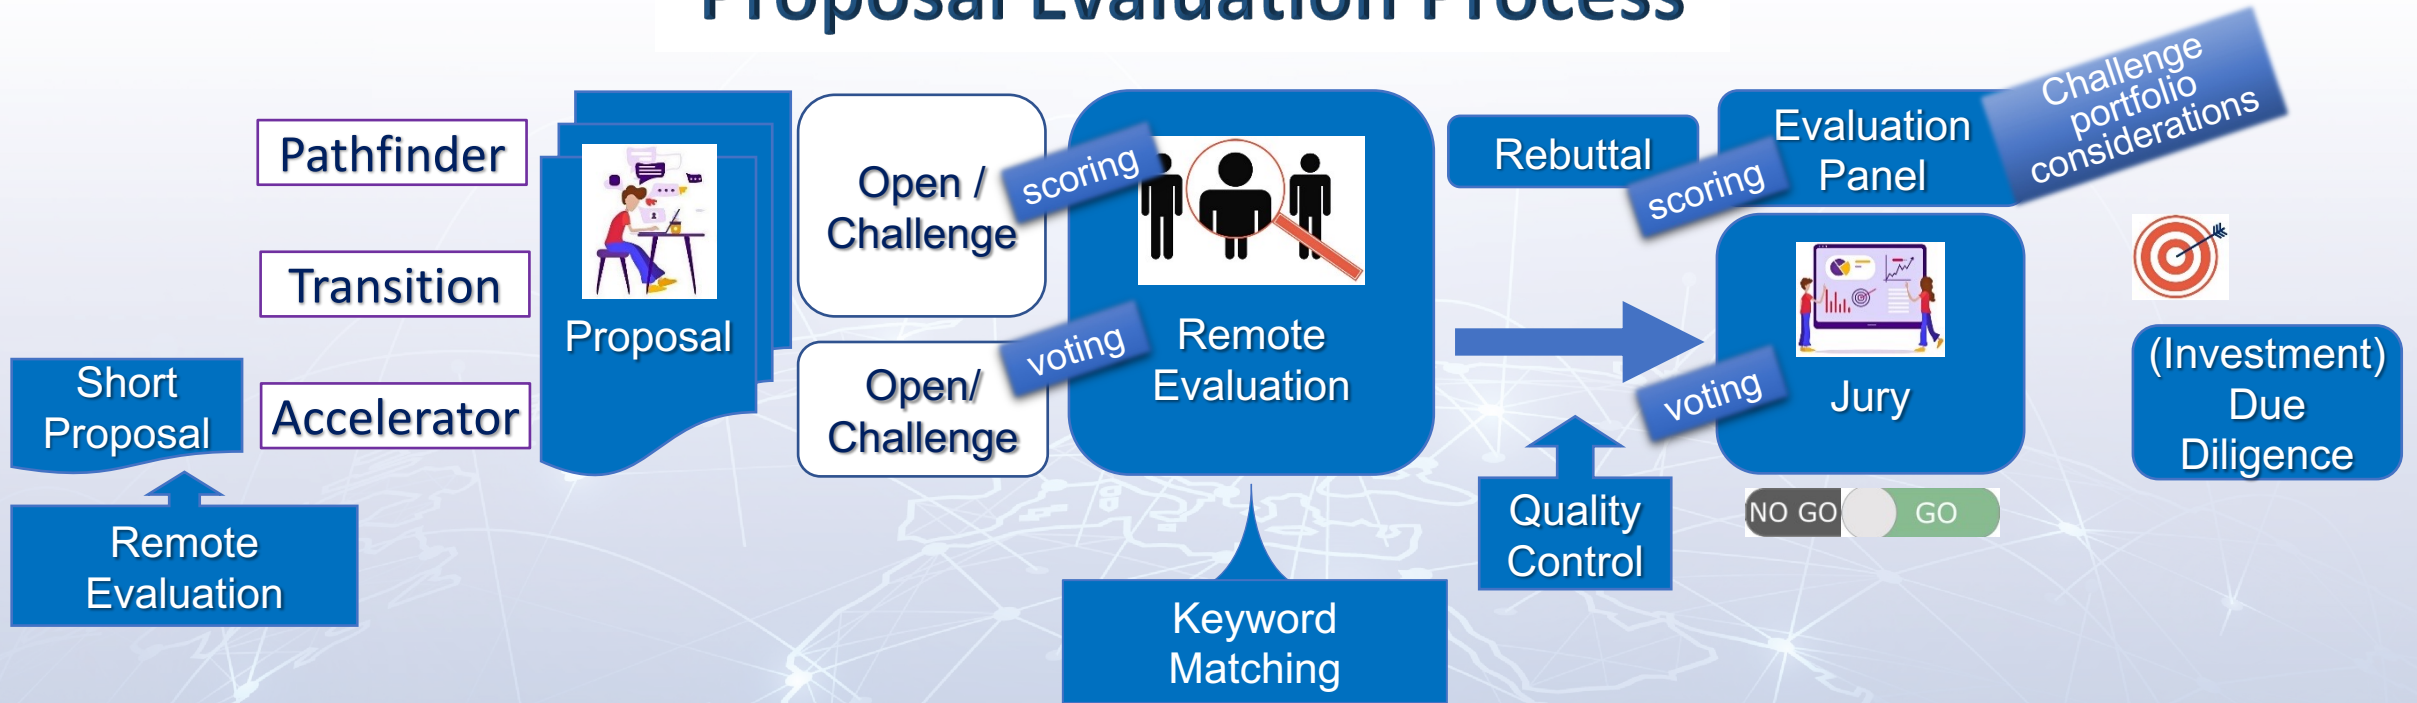 Proposal Evaluation Process
Pathfinder
Transition
Accelerator
Short
Proposal
Remote
Evaluation
Proposal
Open /
Challenge
Open/
Challenge
scoring
voting
Remote
Evaluation
Keyword
Matching
Rebuttal
Quality
Control
scoring
voting
Evaluation
Panel
Challenge
portfolio
considerations
Jury
NO GO
GO
(Investment)
Due
Diligence